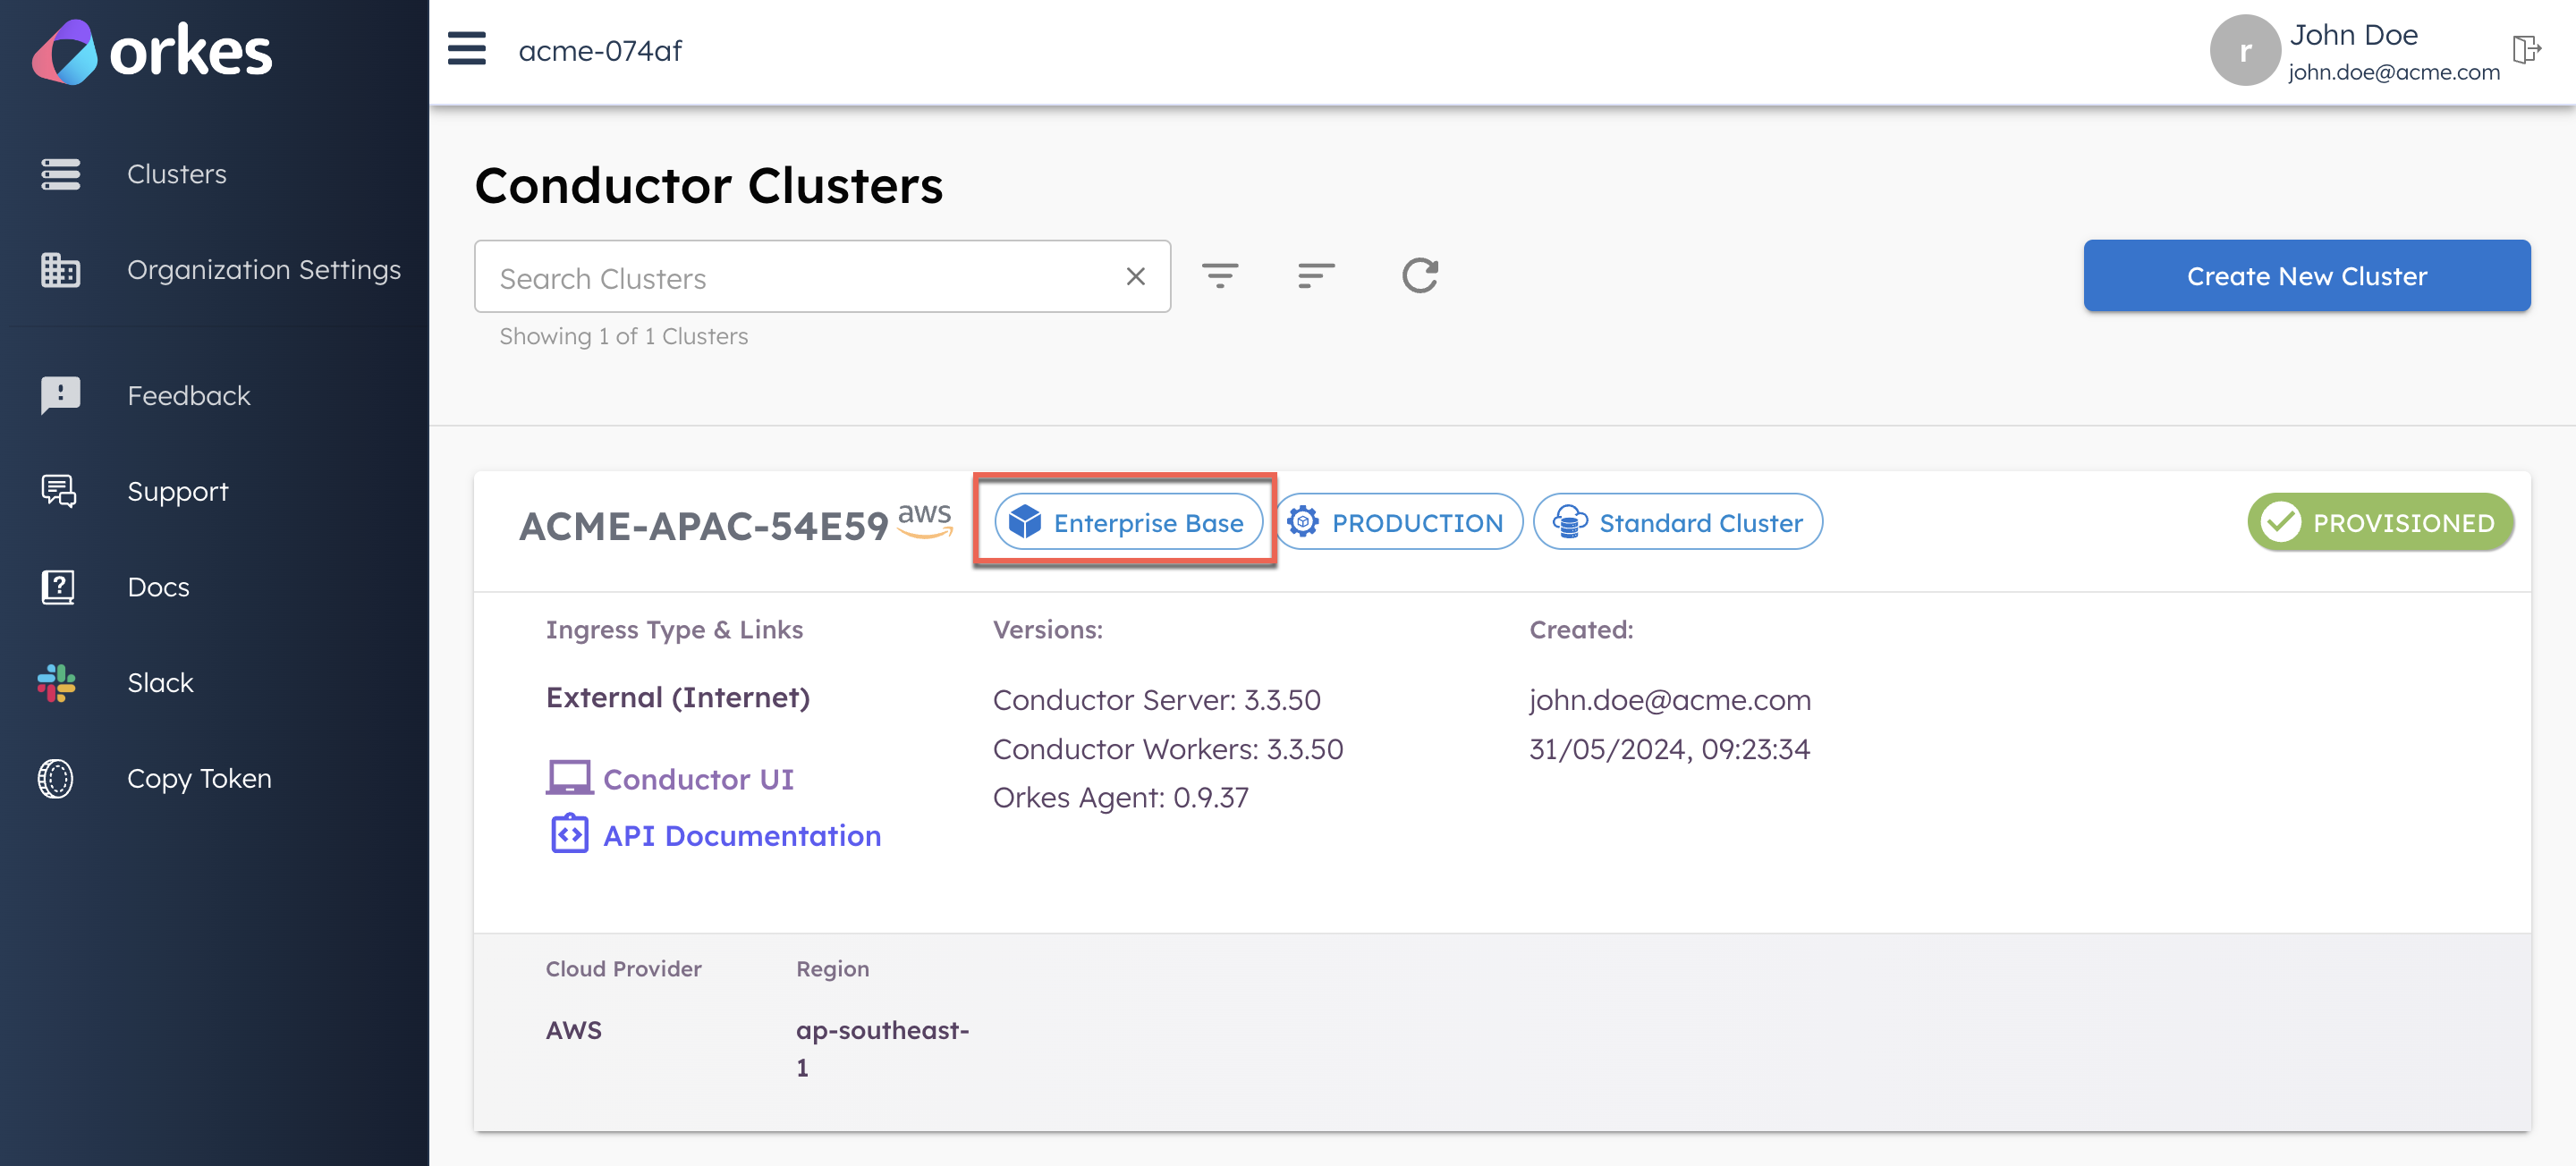 orkes
Clusters
Organization Settings
Feedback
Support
Docs
Slack
Copy Token
acme-074af
r
John Doe
john.doe@acme.com
Conductor Clusters
Search Clusters
Showing 1 of 1 Clusters
Create New Cluster
ACME-APAC-54E59
aws
Enterprise Base
PRODUCTION
Standard Cluster
PROVISIONED
Ingress Type & Links
External (Internet)
Conductor UI
API Documentation
Versions:
Conductor Server: 3.3.50
Conductor Workers: 3.3.50
Orkes Agent: 0.9.37
Created:
john.doe@acme.com
31/05/2024, 09:23:34
Cloud Provider
AWS
Region
ap-southeast-
1